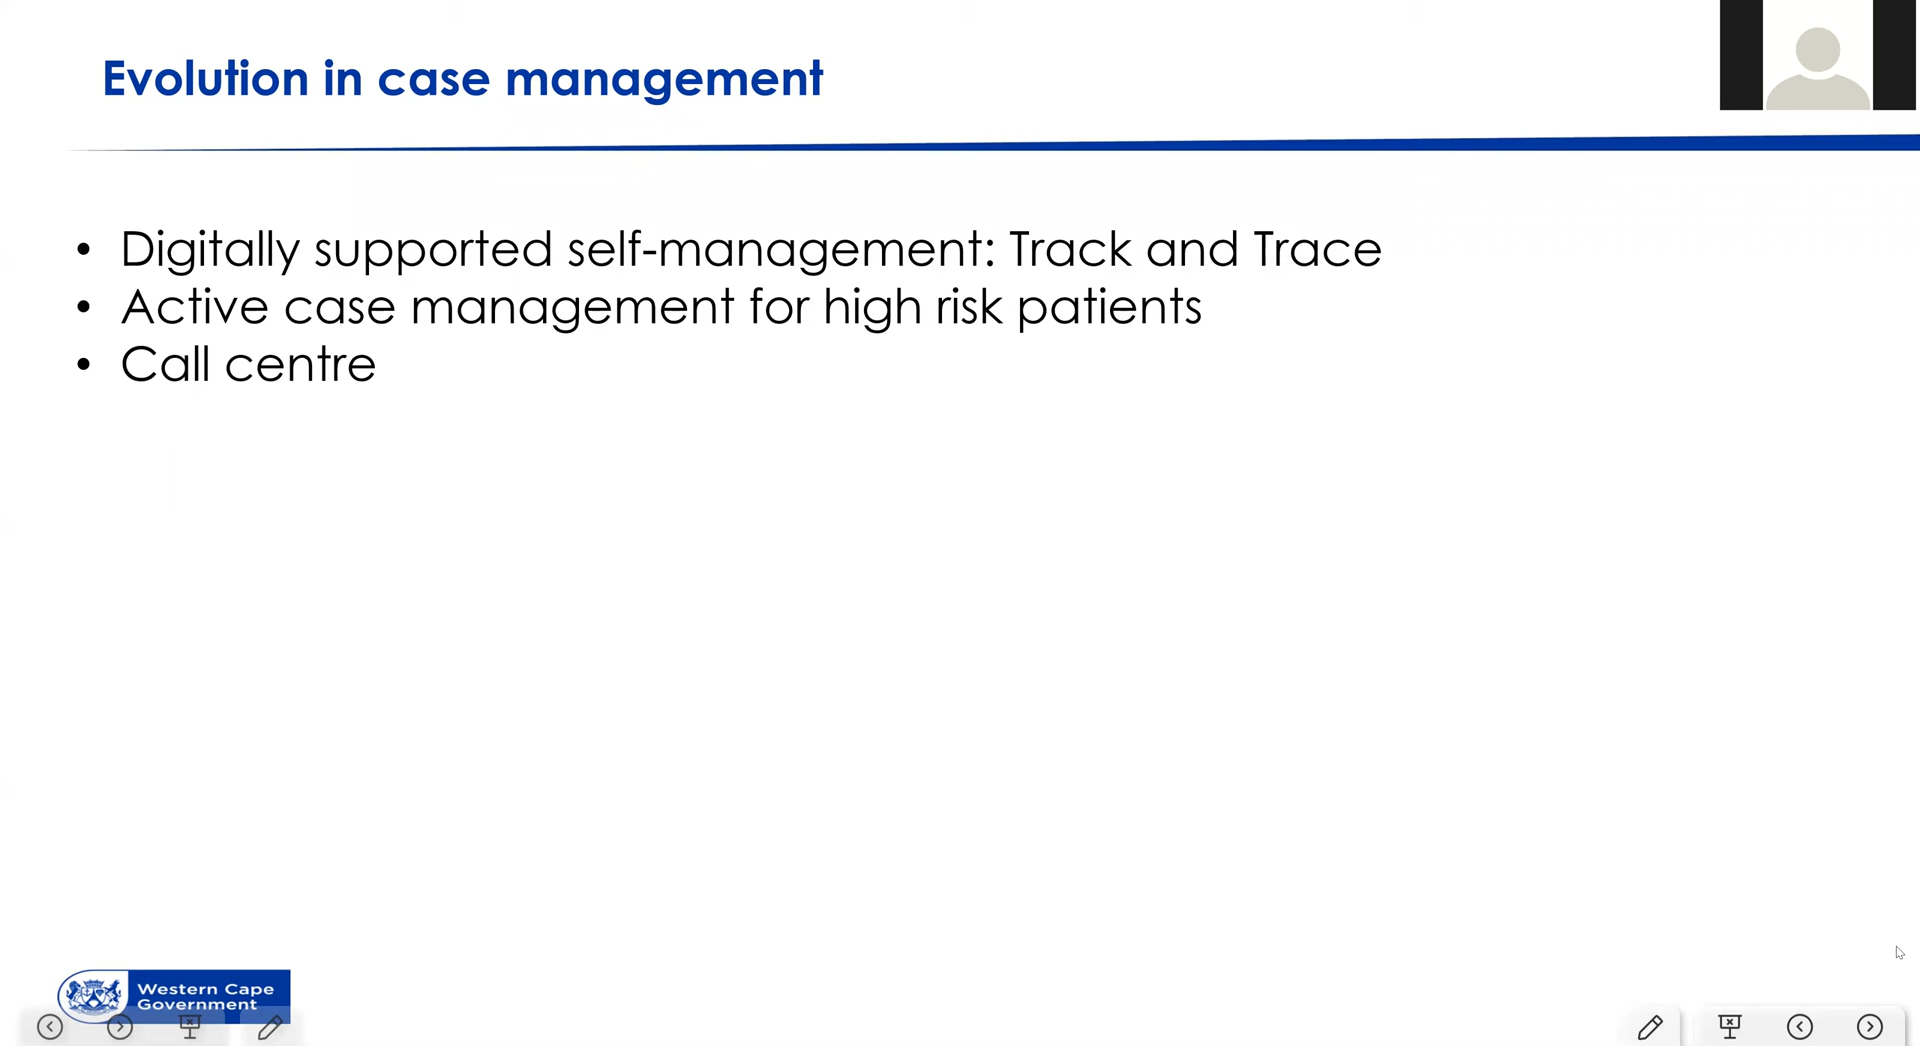 Evolution in case management
• Digitally supported self-management: Track and Trace
• Active case management for high risk patients
• Call centre
Western Cape
Government